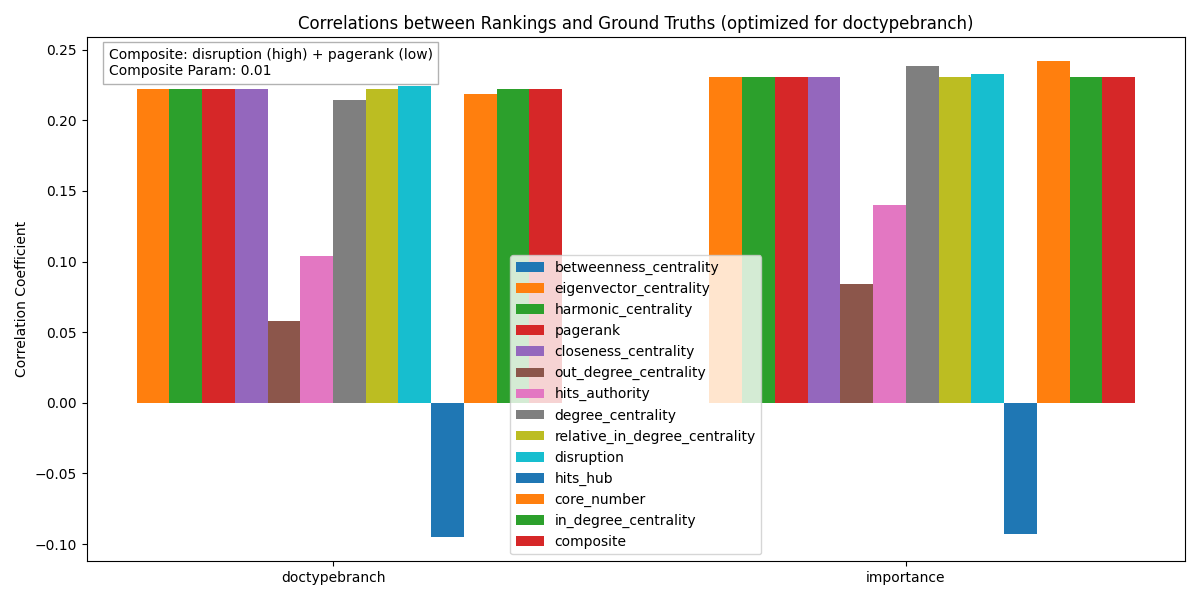 Correlations between Rankings and Ground Truths (optimized for doctypebranch)
Composite: disruption (high) + pagerank (low)
Composite Param: 0.01
Correlation Coefficient
0.25
0.20
0.15
0.10
0.05
0.00
−0.05
−0.10
betweenness_centrality
eigenvector_centrality
harmonic_centrality
pagerank
closeness_centrality
out_degree_centrality
hits_authority
degree_centrality
relative_in_degree_centrality
disruption
hits_hub
core_number
in_degree_centrality
composite
doctypebranch
importance